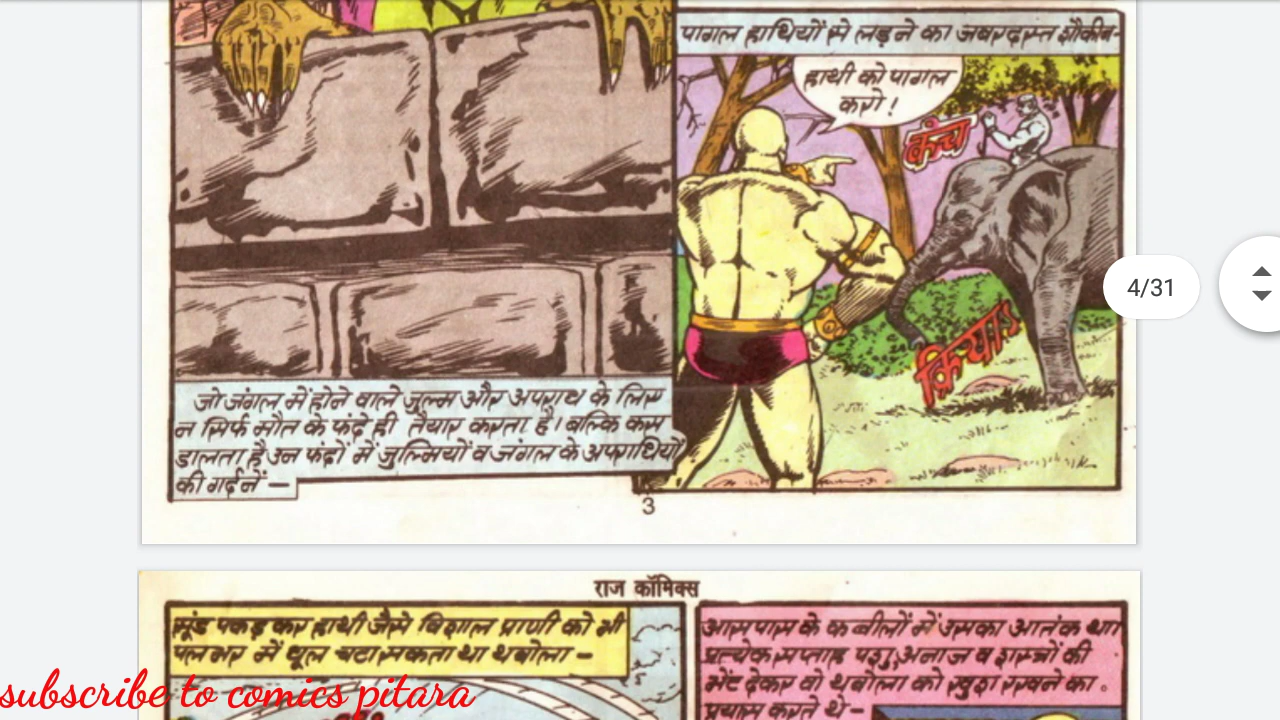 पागल हाथियों से लड़ने का जबरदस्त शौकीन-
हाथी को पागल
करो!
कंच
कियाड
जो जंगल में होने वाले जुल्म और अपराध के लिए
न सिर्फ मौत के फंदे ही तैयार करता है। बल्कि कस
डालता है उन फंदों में जुल्मियों व जंगल के अपराधियों
की गर्दनें —
3
4/31
राज कॉमिक्स
सूंड पकड़ कर हाथी जैसे विशाल प्राणी को भी
पलभर में धूल चटा सकता था थबोला —
आसपास के कबीलों में उसका आतंक था।
प्रत्येक सप्ताह पशु, अनाज व शस्त्रों की
भेंट देकर वो थबोला को खुश रखने का
प्रयास करते थे —
subscribe to comics pitara